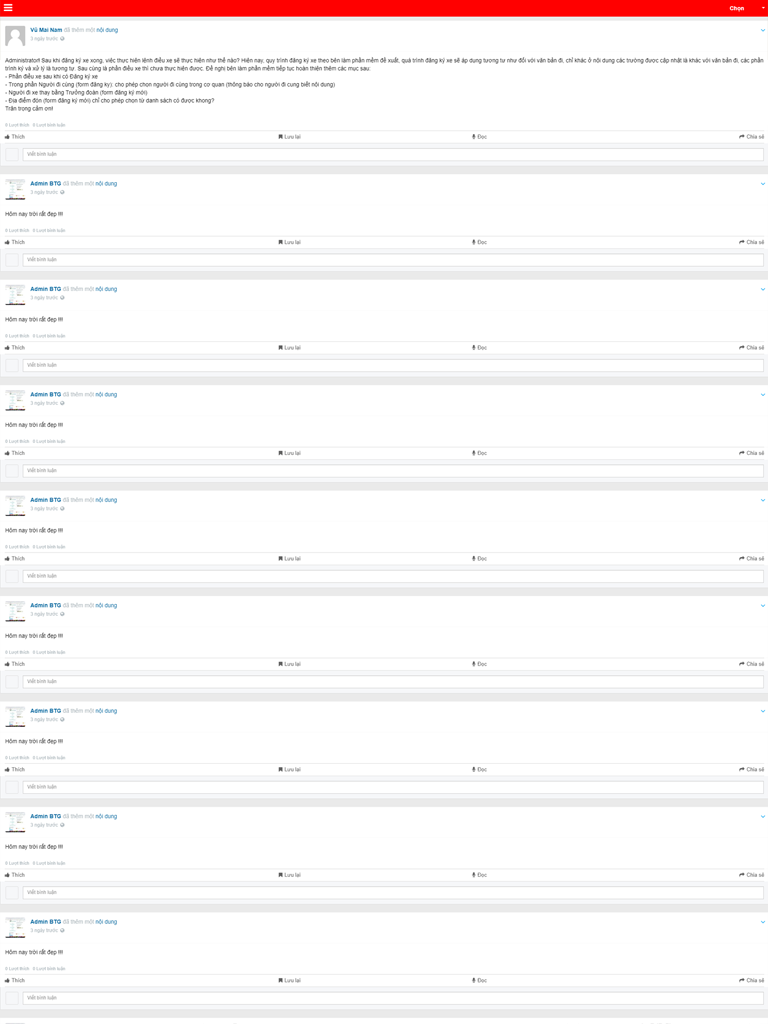 Chọn
Vũ Mai Nam đã thêm một nội dung
3 ngày trước
Administrator! Sau khi đăng ký xe xong, việc thực hiện lệnh điều xe sẽ thực hiện như thế nào? Hiện nay, quy trình đăng ký xe theo bên làm phần mềm đề xuất, quá trình đăng ký xe sẽ áp dụng tương tự như đối với văn bản đi, chỉ khác ở nội dung các trường được cập nhật là khác với văn bản đi, các phần
trình ký và xử lý là tương tự. Sau cùng là phần điều xe thì chưa thực hiện được. Đề nghị bên làm phần mềm tiếp tục hoàn thiện thêm các mục sau:
- Phần điều xe sau khi có Đăng ký xe
- Trong phần Người đi cùng (form đăng ký): cho phép chọn người đi cùng trong cơ quan (thông báo cho người đi cung biết nội dung)
- Người đi xe thay bằng Trưởng đoàn (form đăng ký mới)
- Địa điểm đón (form đăng ký mới) chỉ cho phép chọn từ danh sách có được không?
Trân trọng cảm ơn!
0 Lượt thích 0 Lượt bình luận
Thích Lưu lại Đọc Chia sẻ
Viết bình luận
Admin BTG đã thêm một nội dung
3 ngày trước
Hôm nay trời rất đẹp !!!!
0 Lượt thích 0 Lượt bình luận
Thích Lưu lại Đọc Chia sẻ
Viết bình luận
Admin BTG đã thêm một nội dung
3 ngày trước
Hôm nay trời rất đẹp !!!!
0 Lượt thích 0 Lượt bình luận
Thích Lưu lại Đọc Chia sẻ
Viết bình luận
Admin BTG đã thêm một nội dung
3 ngày trước
Hôm nay trời rất đẹp !!!!
0 Lượt thích 0 Lượt bình luận
Thích Lưu lại Đọc Chia sẻ
Viết bình luận
Admin BTG đã thêm một nội dung
3 ngày trước
Hôm nay trời rất đẹp !!!!
0 Lượt thích 0 Lượt bình luận
Thích Lưu lại Đọc Chia sẻ
Viết bình luận
Admin BTG đã thêm một nội dung
3 ngày trước
Hôm nay trời rất đẹp !!!!
0 Lượt thích 0 Lượt bình luận
Thích Lưu lại Đọc Chia sẻ
Viết bình luận
Admin BTG đã thêm một nội dung
3 ngày trước
Hôm nay trời rất đẹp !!!!
0 Lượt thích 0 Lượt bình luận
Thích Lưu lại Đọc Chia sẻ
Viết bình luận
Admin BTG đã thêm một nội dung
3 ngày trước
Hôm nay trời rất đẹp !!!!
0 Lượt thích 0 Lượt bình luận
Thích Lưu lại Đọc Chia sẻ
Viết bình luận
Admin BTG đã thêm một nội dung
3 ngày trước
Hôm nay trời rất đẹp !!!!
0 Lượt thích 0 Lượt bình luận
Thích Lưu lại Đọc Chia sẻ
Viết bình luận